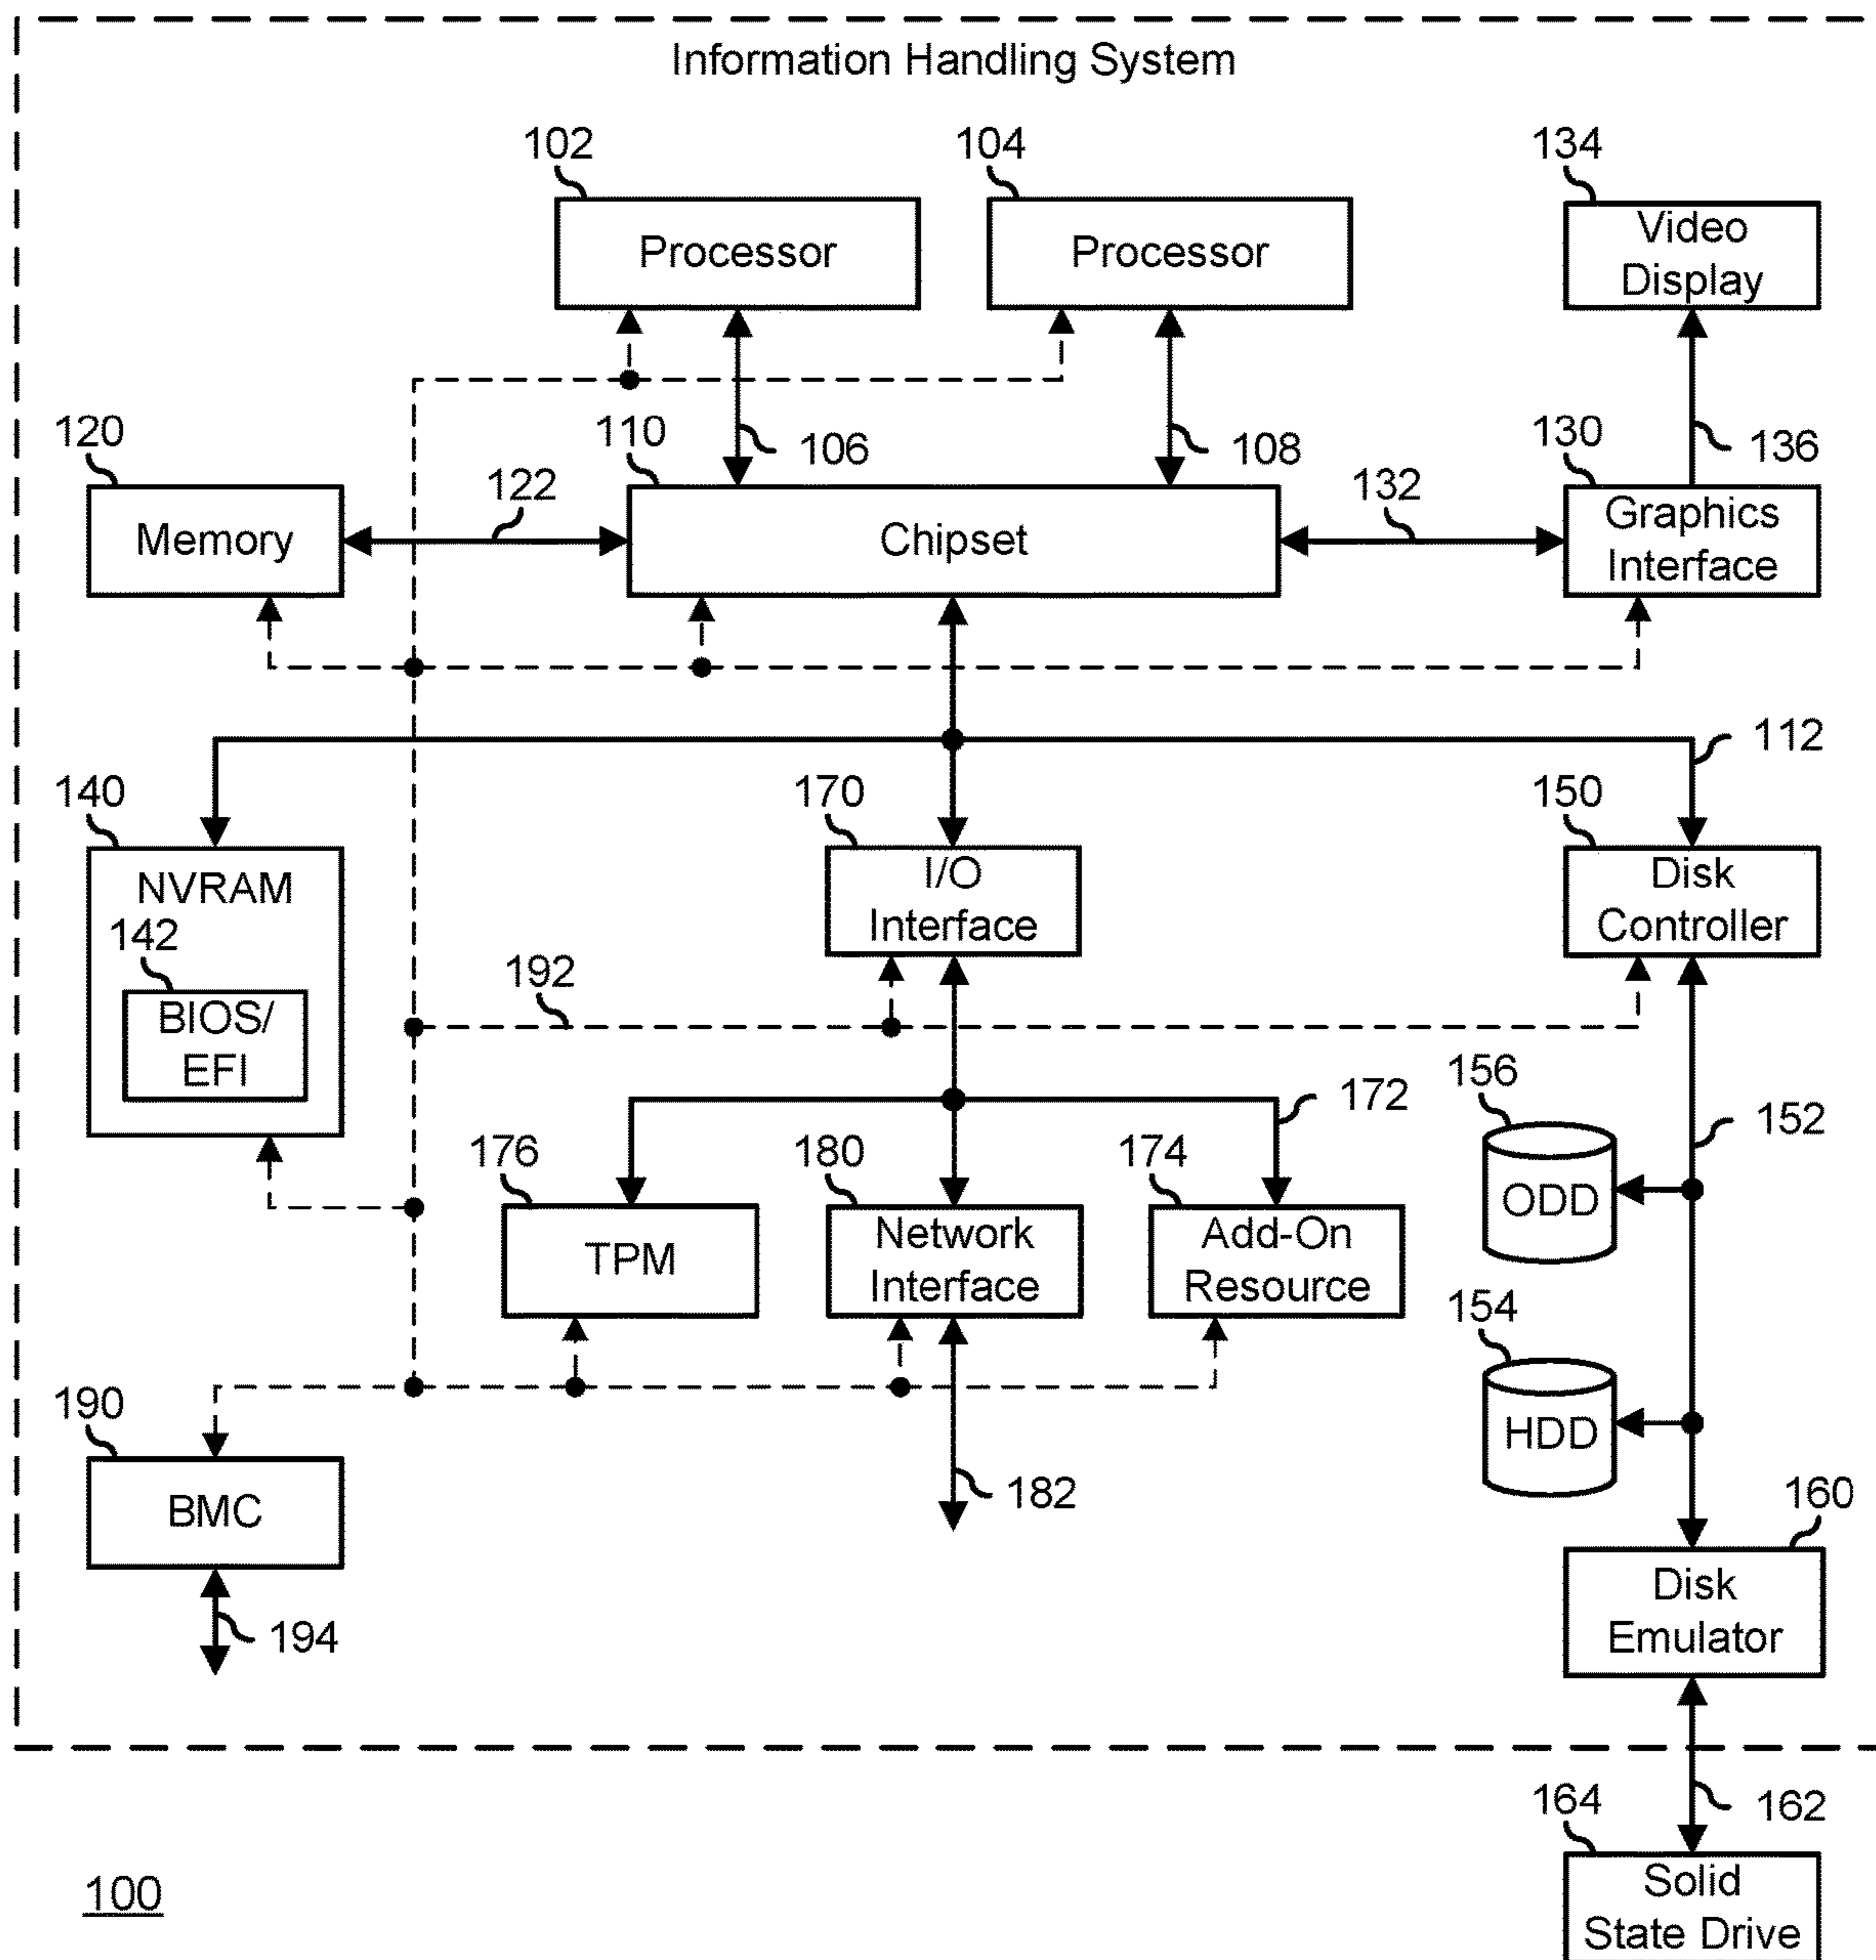 Information Handling System
102
104
134
Processor
Processor
Video
Display
120
110
106
108
130
136
122
132
Memory
Chipset
Graphics
Interface
112
140
170
150
NVRAM
I/O
Interface
Disk
Controller
142
BIOS/
EFI
192
156
172
152
176
180
174
ODD
TPM
Network
Interface
Add-On
Resource
154
HDD
190
182
160
BMC
Disk
Emulator
194
164
162
100
Solid
State Drive